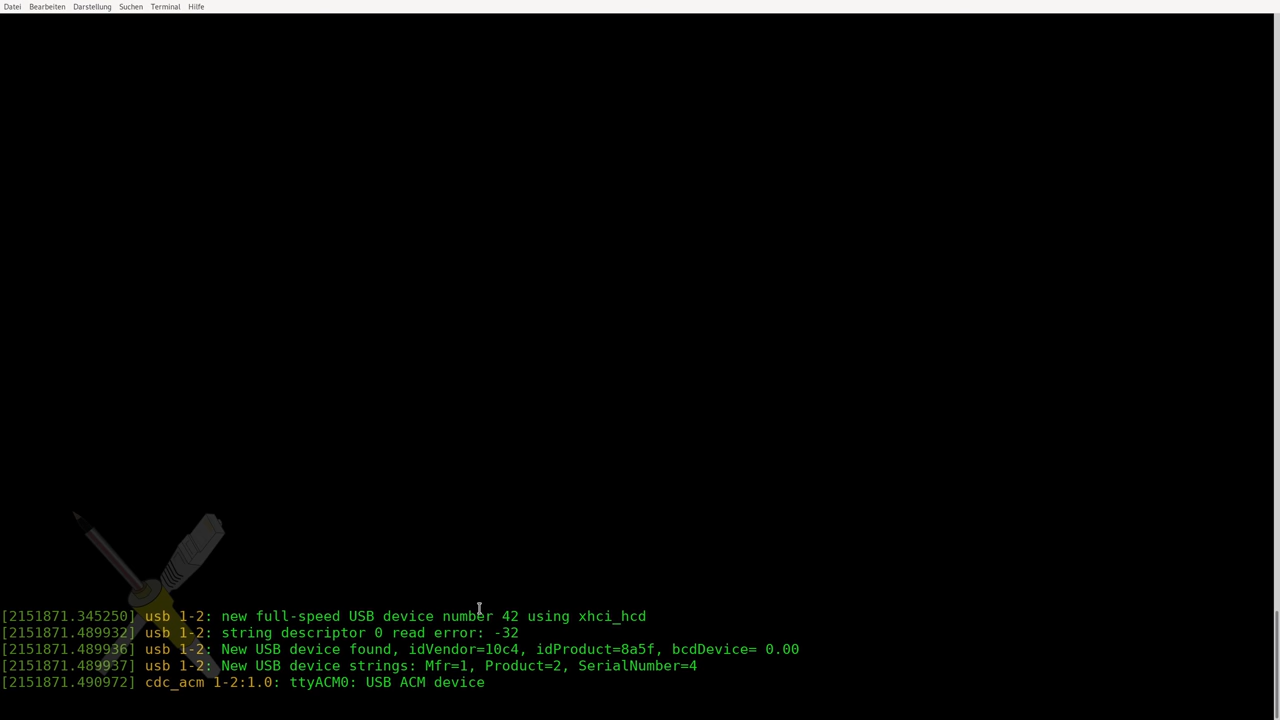 Datei Bearbeiten Darstellung Suchen Terminal Hilfe
[2151871.345250] usb 1-2: new full-speed USB device number 42 using xhci_hcd
[2151871.489932] usb 1-2: string descriptor 0 read error: -32
[2151871.489936] usb 1-2: New USB device found, idVendor=10c4, idProduct=8a5f, bcdDevice= 0.00
[2151871.489937] usb 1-2: New USB device strings: Mfr=1, Product=2, SerialNumber=4
[2151871.490972] cdc_acm 1-2:1.0: ttyACM0: USB ACM device